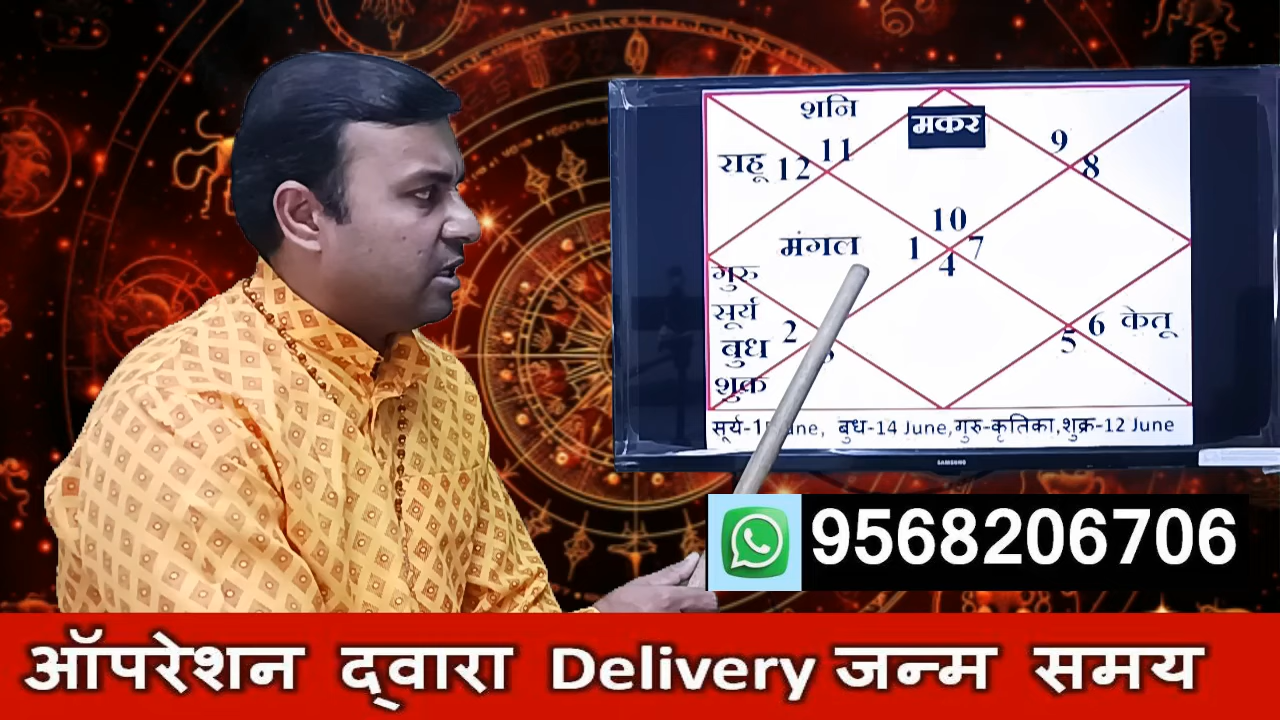 शनि
मकर
राहू 12 11
9
8
10
मंगल 1 7
4
गुरु
सूर्य
2
6 केतू
बुध
5
शुक्र
बुध-14 June,गुरु-कृतिका,शुक्र-12 June
SAMSUNG
9568206706
ऑपरेशन द्वारा Delivery जन्म समय